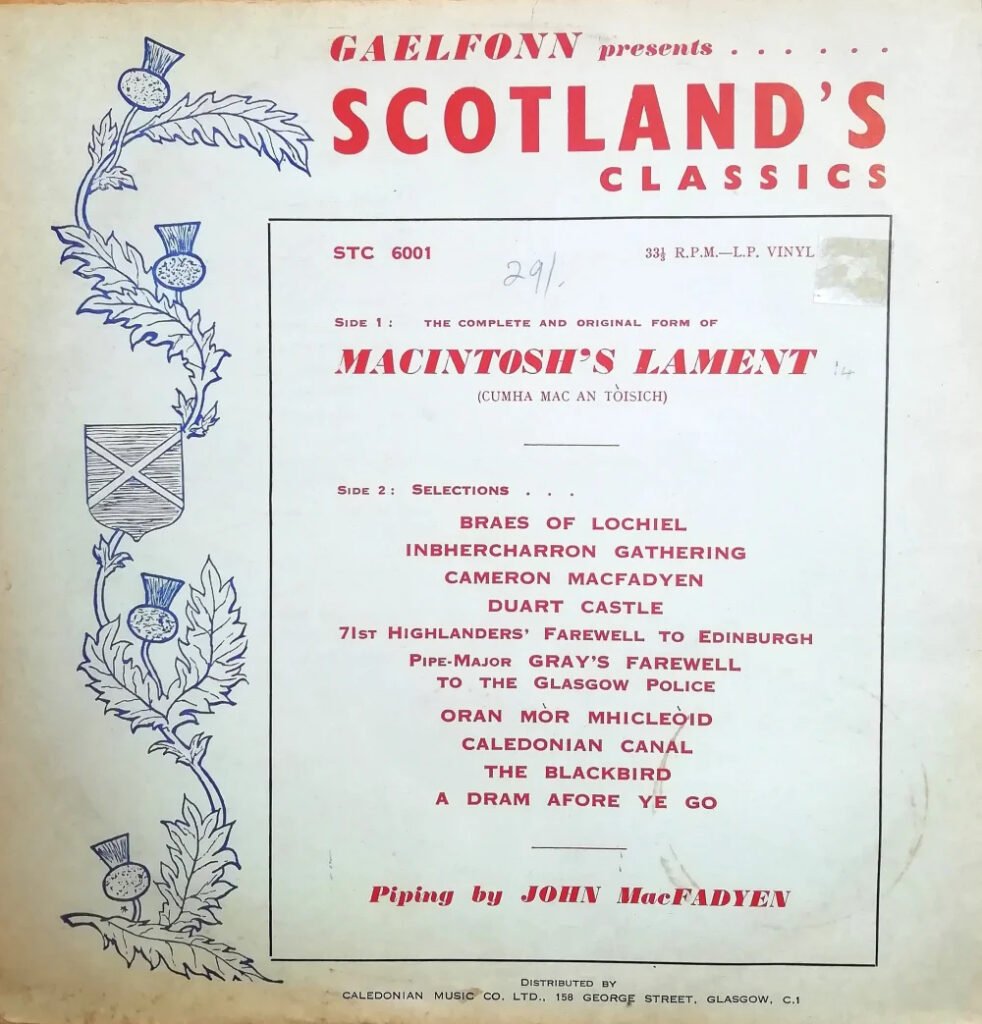 GAELFONN presents . . . . . .
SCOTLAND'S
CLASSICS
STC 6001 33⅓ R.P.M.—L.P. VINYL
29/.
SIDE 1: THE COMPLETE AND ORIGINAL FORM OF
MACINTOSH'S LAMENT
(CUMHA MAC AN TÒISICH)
SIDE 2: SELECTIONS . . .
BRAES OF LOCHIEL
INBHERCHARRON GATHERING
CAMERON MACFADYEN
DUART CASTLE
71ST HIGHLANDERS' FAREWELL TO EDINBURGH
PIPE-MAJOR GRAY'S FAREWELL
TO THE GLASGOW POLICE
ORAN MÒR MHICLEÒID
CALEDONIAN CANAL
THE BLACKBIRD
A DRAM AFORE YE GO
Piping by JOHN MacFADYEN
DISTRIBUTED BY
CALEDONIAN MUSIC CO. LTD., 158 GEORGE STREET, GLASGOW, C.1